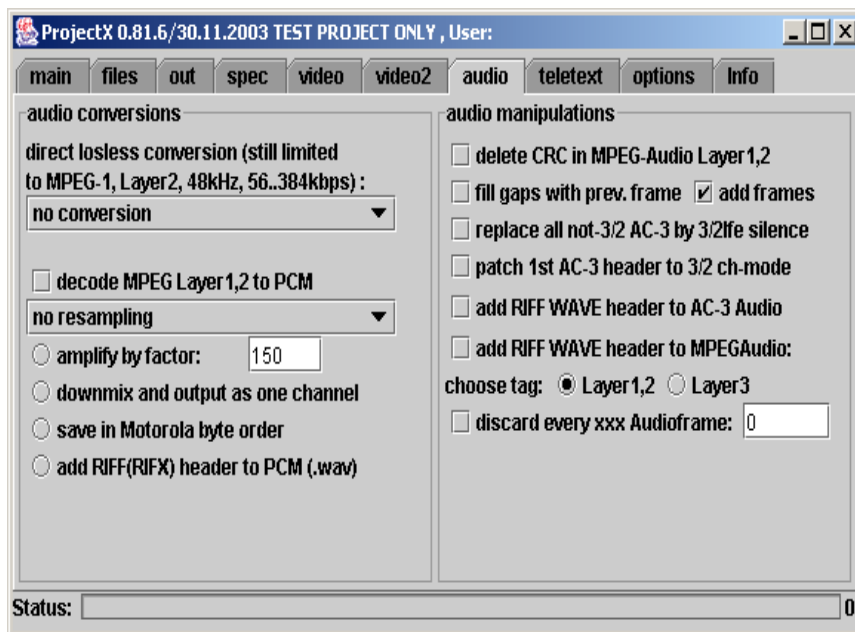 ProjectX 0.81.6/30.11.2003 TEST PROJECT ONLY , User:
main files out spec video video2 audio teletext options Info
audio conversions
direct losless conversion (still limited
to MPEG-1, Layer2, 48kHz, 56..384kbps) :
no conversion
decode MPEG Layer1,2 to PCM
no resampling
amplify by factor: 150
downmix and output as one channel
save in Motorola byte order
add RIFF(RIFX) header to PCM (.wav)
audio manipulations
delete CRC in MPEG-Audio Layer1,2
fill gaps with prev. frame add frames
replace all not-3/2 AC-3 by 3/2lfe silence
patch 1st AC-3 header to 3/2 ch-mode
add RIFF WAVE header to AC-3 Audio
add RIFF WAVE header to MPEGAudio:
choose tag: Layer1,2 Layer3
discard every xxx Audioframe: 0
Status: 0